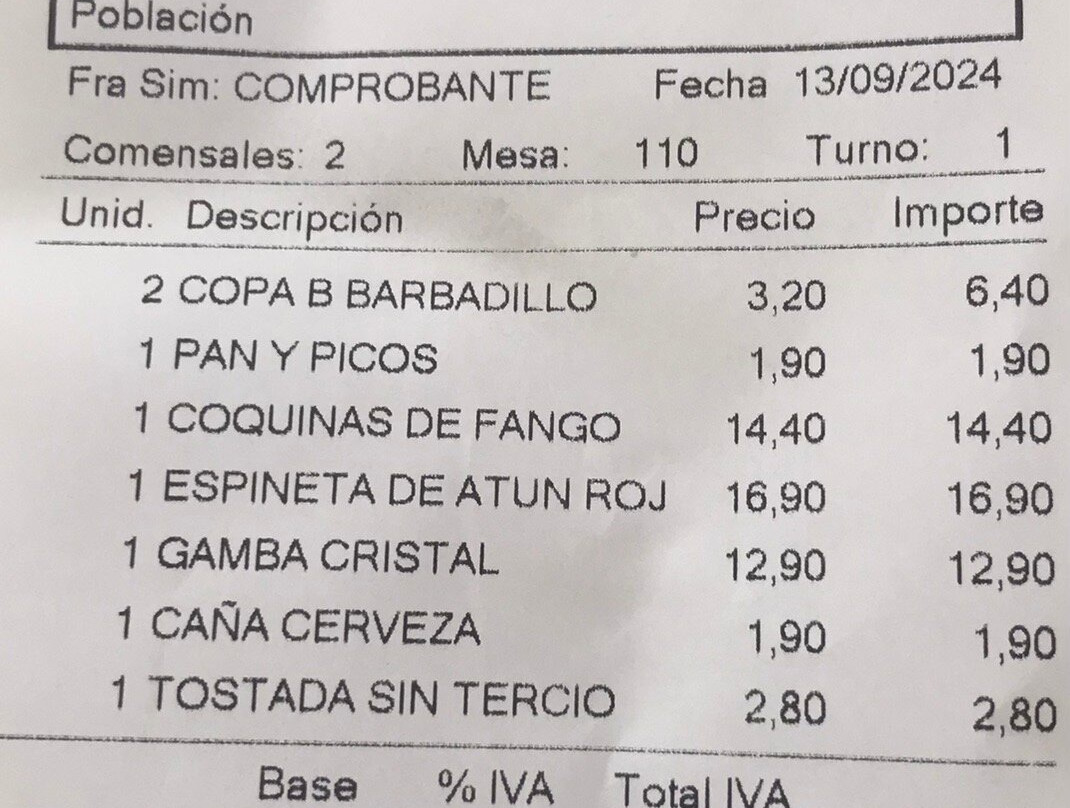 Población
Fra Sim: COMPROBANTE Fecha 13/09/2024
Comensales: 2 Mesa: 110 Turno: 1
Unid. Descripción Precio Importe
2 COPA B BARBADILLO 3,20 6,40
1 PAN Y PICOS 1,90 1,90
1 COQUINAS DE FANGO 14,40 14,40
1 ESPINETA DE ATUN ROJ 16,90 16,90
1 GAMBA CRISTAL 12,90 12,90
1 CAÑA CERVEZA 1,90 1,90
1 TOSTADA SIN TERCIO 2,80 2,80
Base % IVA Total IVA